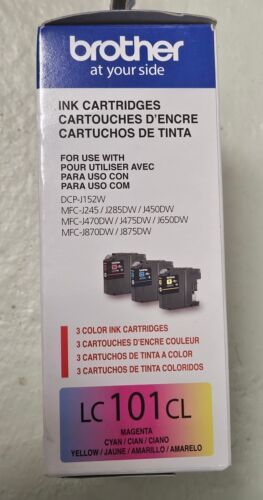 brother
at your side
INK CARTRIDGES
CARTOUCHES D'ENCRE
CARTUCHOS DE TINTA
FOR USE WITH
POUR UTILISER AVEC
PARA USO CON
PARA USO COM
DCP-J152W
MFC-J245 / J285DW / J450DW
MFC-J470DW / J475DW / J650DW
MFC-J870DW / J875DW
3 COLOR INK CARTRIDGES
3 CARTOUCHES D'ENCRE COULEUR
3 CARTUCHOS DE TINTA A COLOR
3 CARTUCHOS DE TINTA COLORIDOS
LC101CL
MAGENTA
CYAN / CIAN / CIANO
YELLOW / JAUNE / AMARILLO / AMARELO